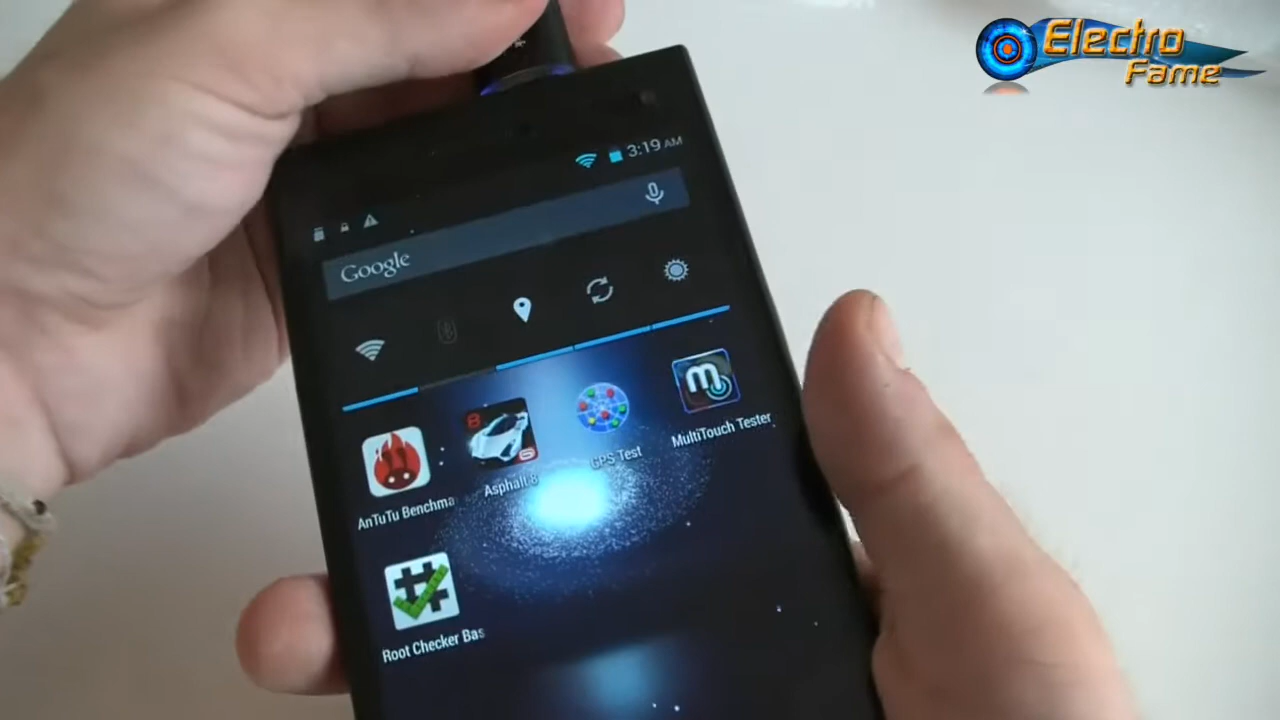 Electro
Fame
3:19 AM
Google
AnTuTu Benchma
Asphalt 8
GPS Test
MultiTouch Tester
Root Checker Bas